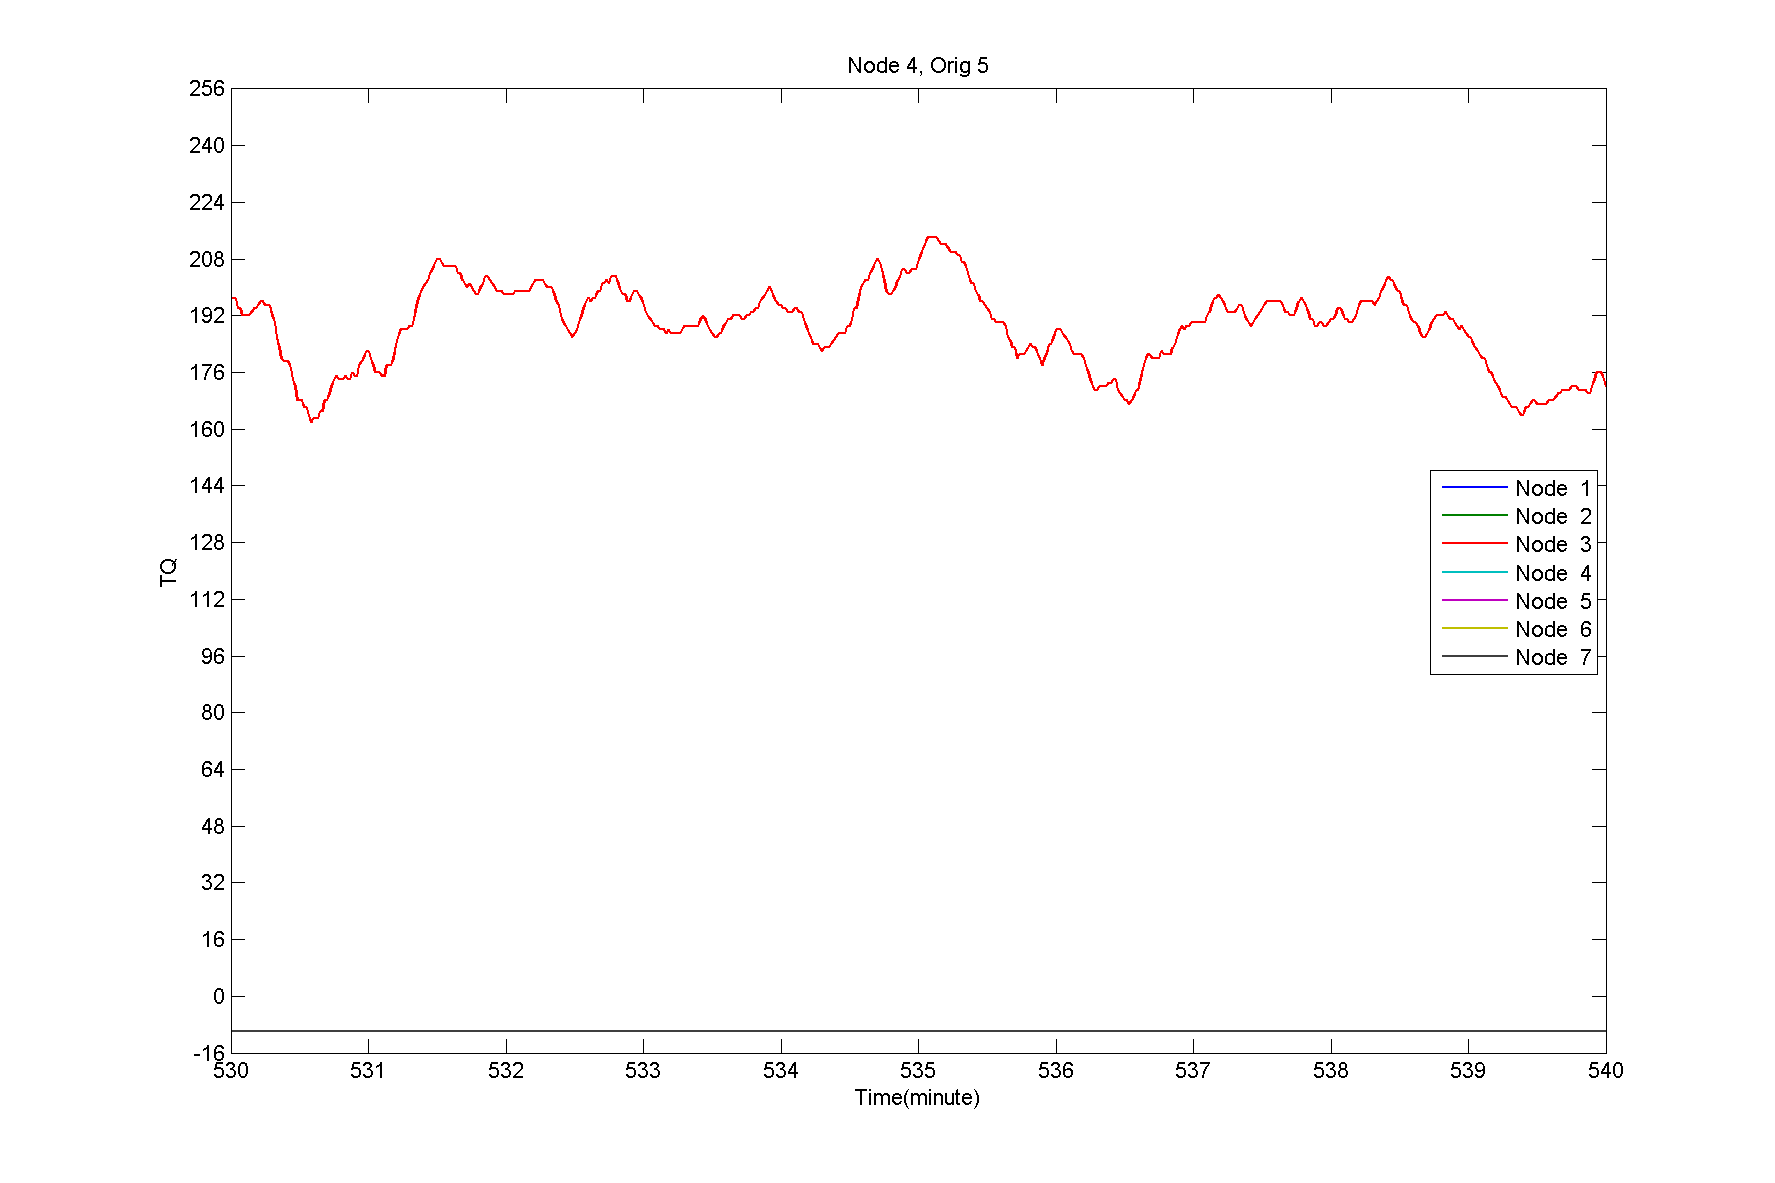 Node 4, Orig 5
256
240
224
208
192
176
160
144
128
112
96
80
64
48
32
16
0
-16
TQ
Node 1
Node 2
Node 3
Node 4
Node 5
Node 6
Node 7
530 531 532 533 534 535 536 537 538 539 540
Time(minute)